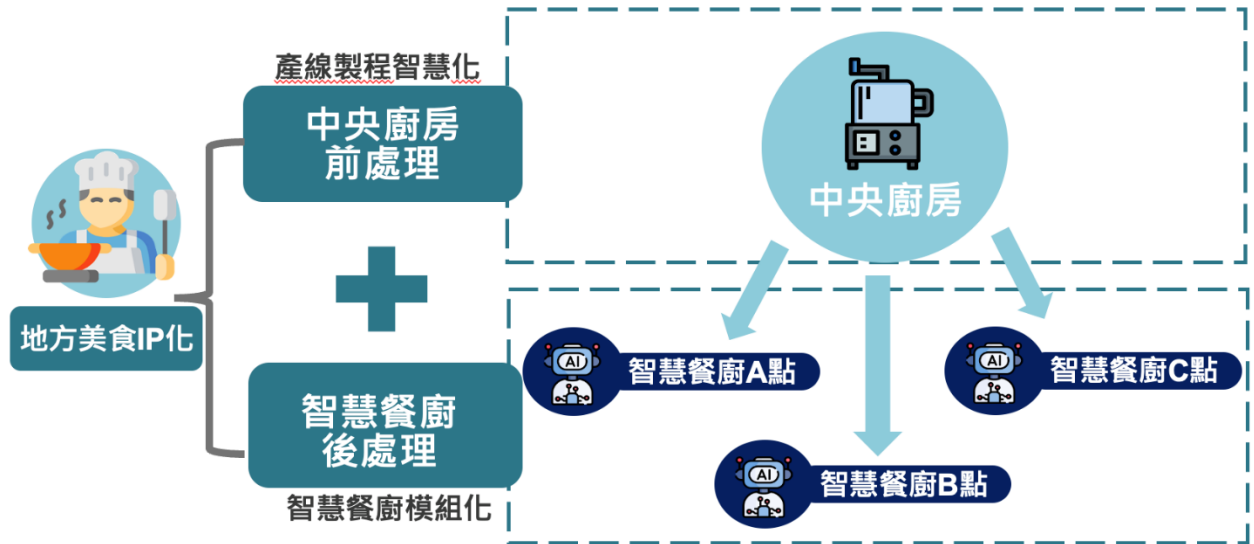 產線製程智慧化
中央廚房
前處理
中央廚房
地方美食IP化
智慧餐廚
後處理
智慧餐廚模組化
AI
智慧餐廚A點
AI
智慧餐廚C點
AI
智慧餐廚B點